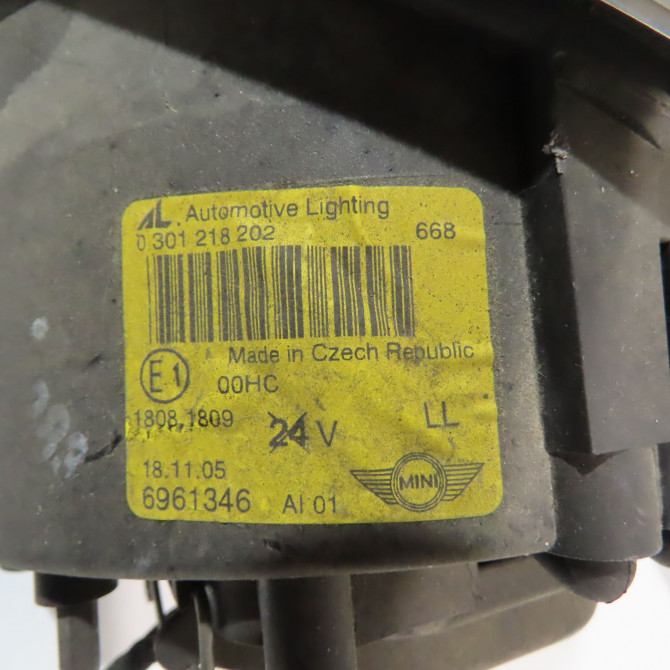 AL Automotive Lighting
0 301 218 202 668
Made in Czech Republic
E1 00HC
1808,1809 24 V LL
18.11.05 MINI
6961346 AI 01